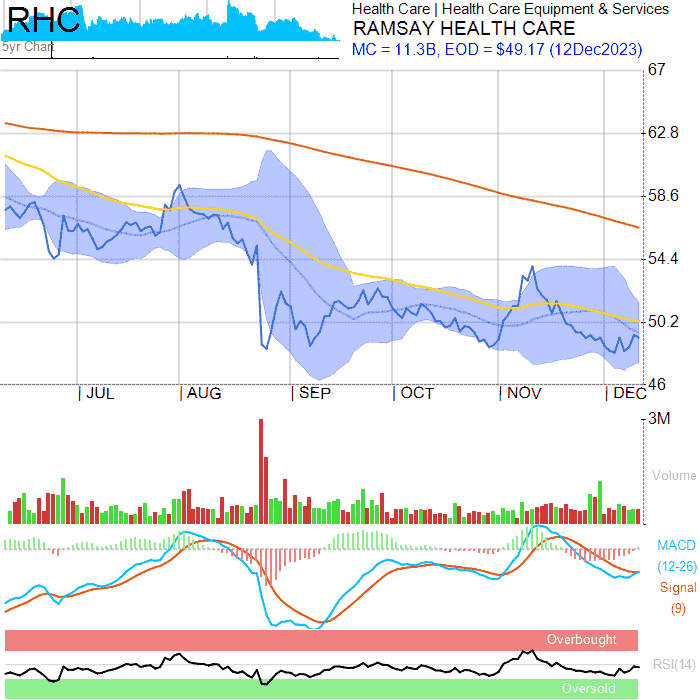 RHC
5yr Chart
Health Care | Health Care Equipment & Services
RAMSAY HEALTH CARE
MC = 11.3B, EOD = $49.17 (12Dec2023)
67
62.8
58.6
54.4
50.2
46
| JUL | AUG | SEP | OCT | NOV | DEC
3M
Volume
MACD
(12-26)
Signal
(9)
Overbought
RSI(14)
Oversold